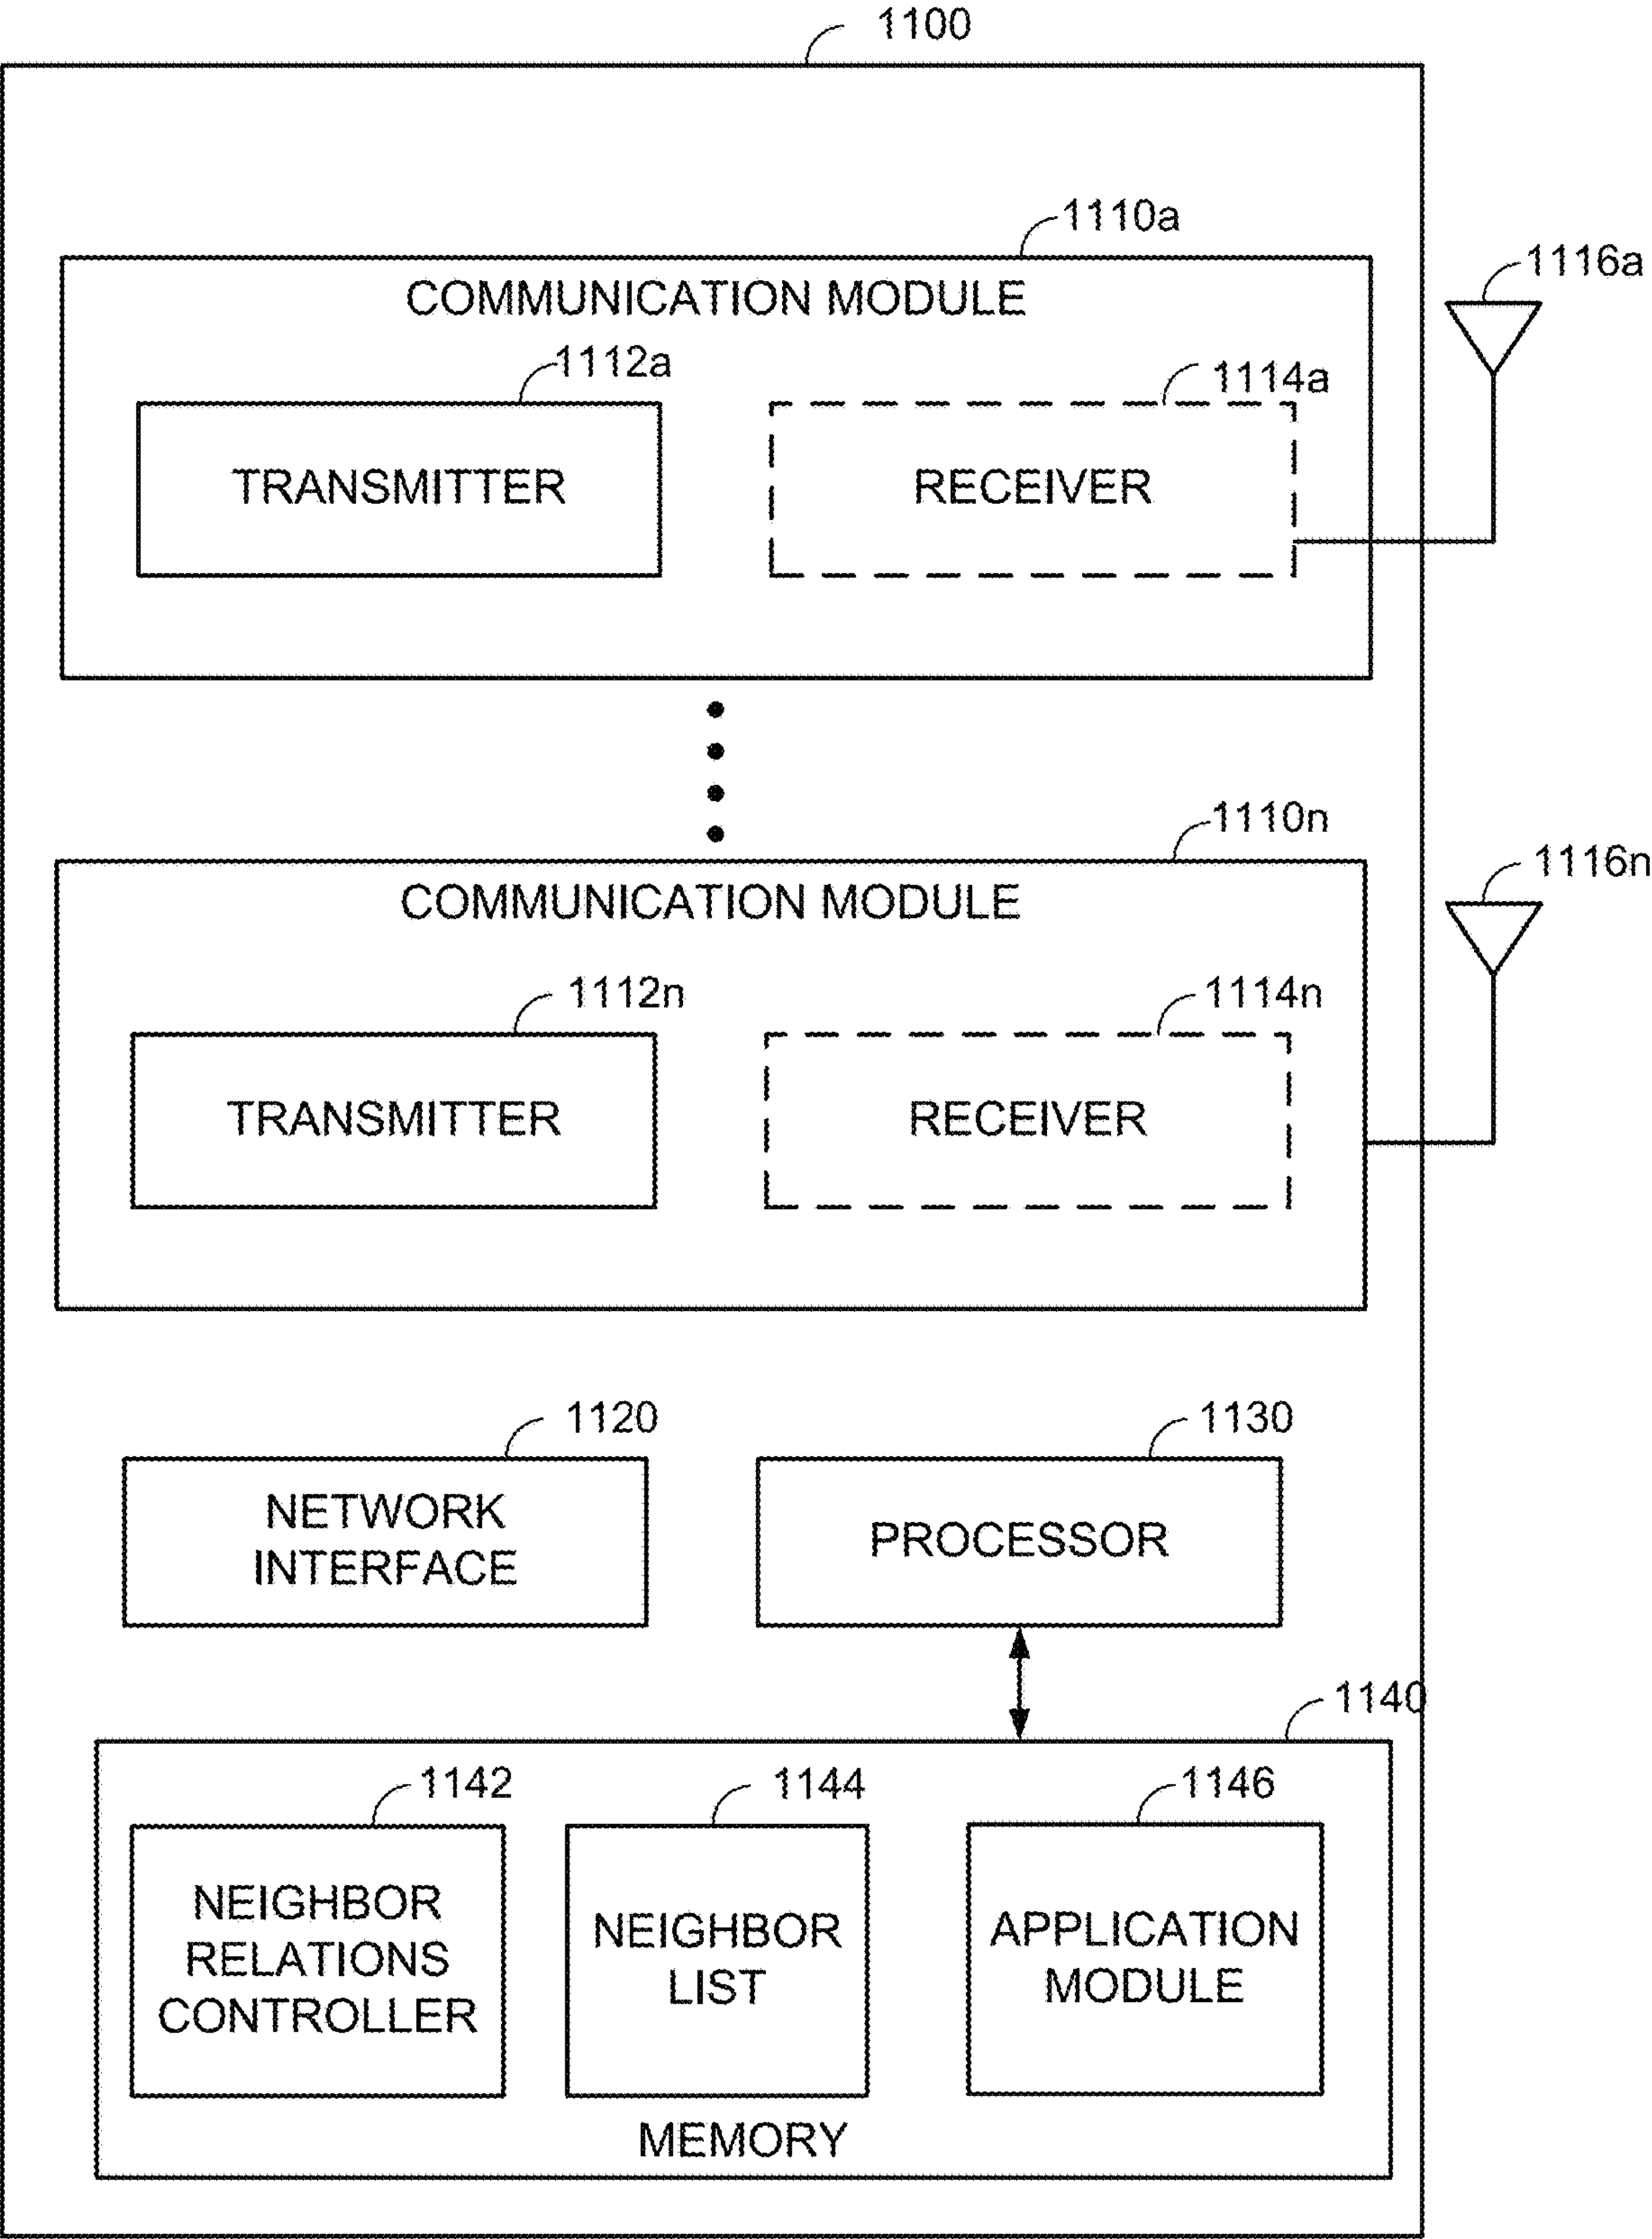 1100
1110a
1116a
COMMUNICATION MODULE
1112a
1114a
TRANSMITTER
RECEIVER
1110n
1116n
COMMUNICATION MODULE
1112n
1114n
TRANSMITTER
RECEIVER
1120
1130
NETWORK
INTERFACE
PROCESSOR
1140
1142
1144
1146
NEIGHBOR
RELATIONS
CONTROLLER
NEIGHBOR
LIST
APPLICATION
MODULE
MEMORY